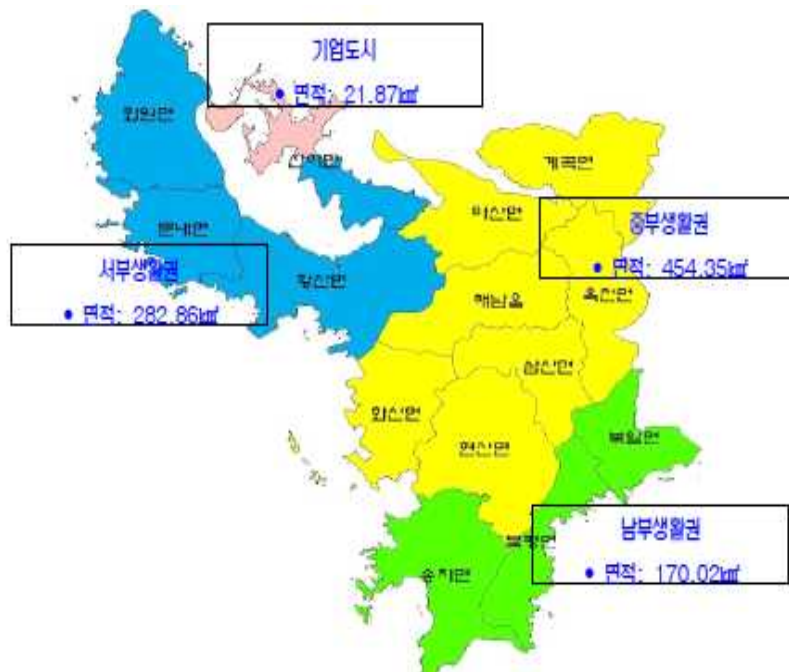 기업도시
• 면적: 21.87㎢
화원면
산이면
계곡면
마산면
문내면
중부생활권
• 면적: 454.35㎢
서부생활권
• 면적: 282.86㎢
황산면
옥천면
해남읍
삼산면
화산면
현산면
북일면
남부생활권
• 면적: 170.02㎢
북평면
송지면